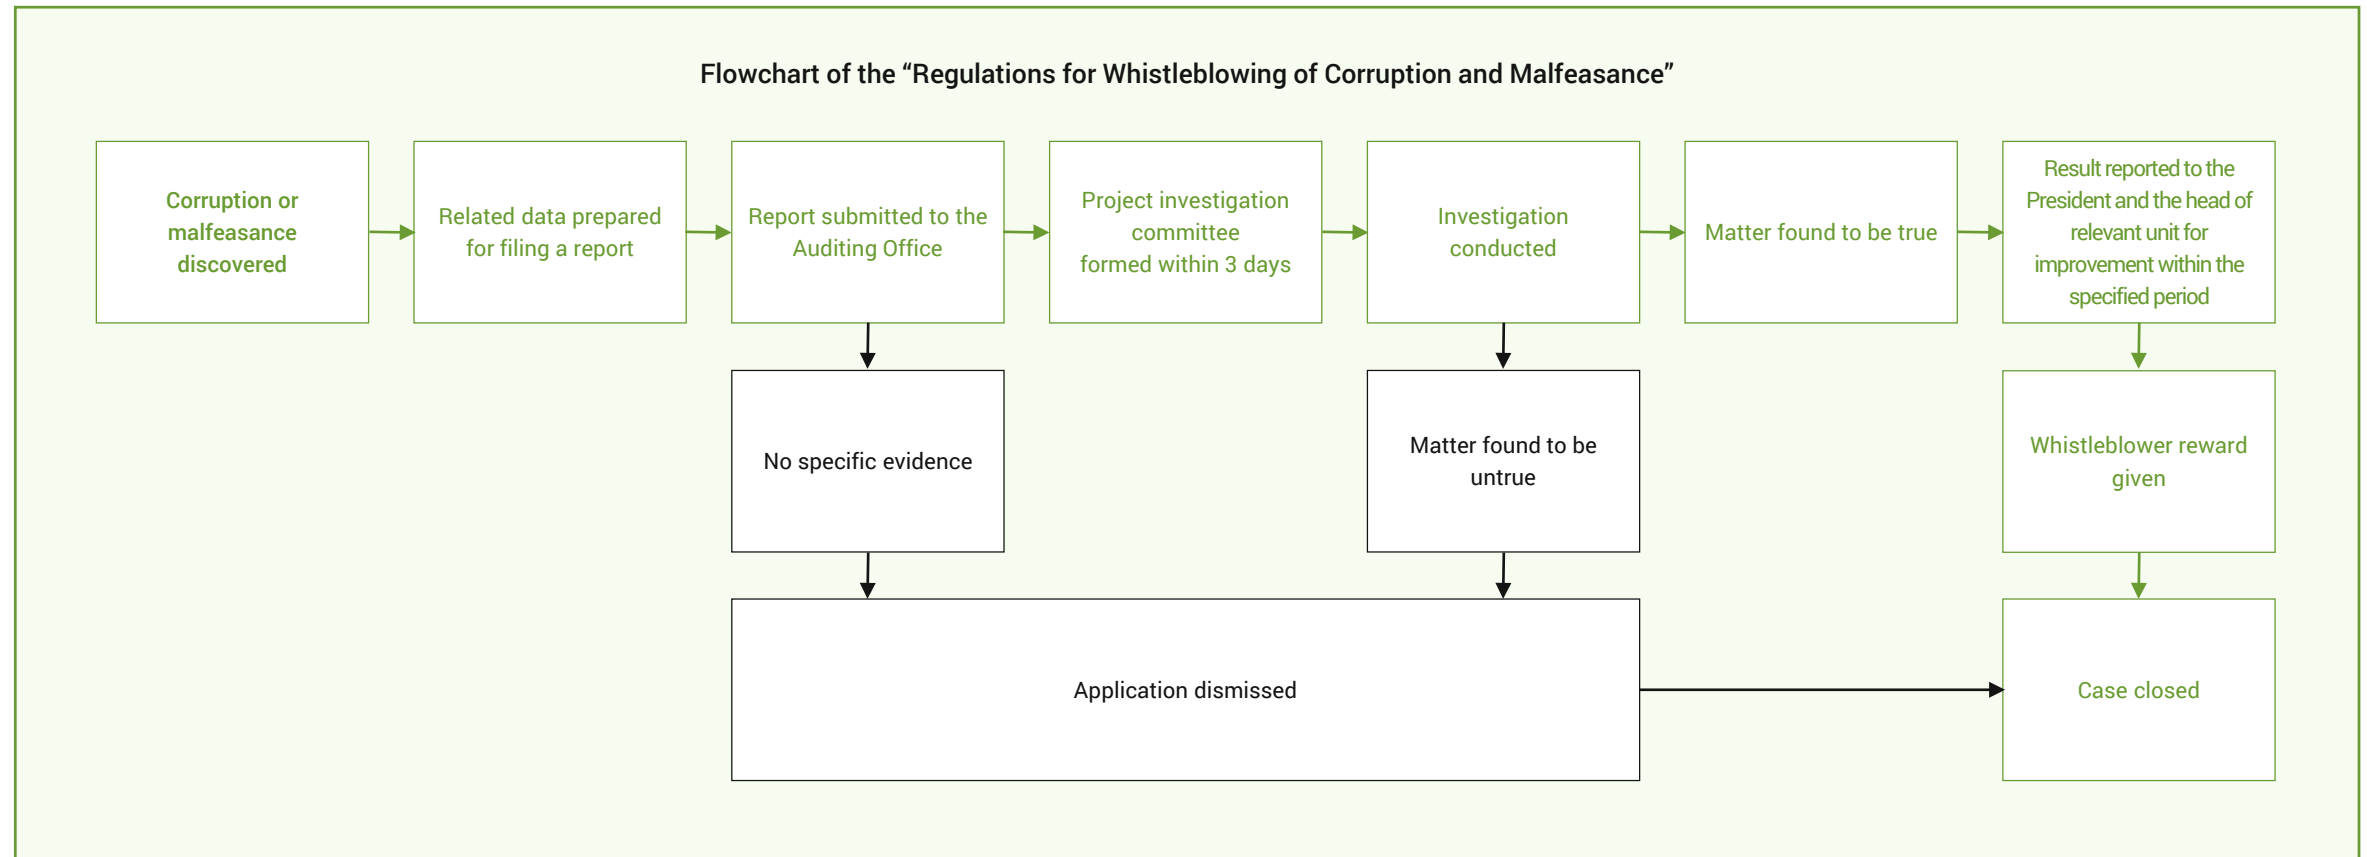 Flowchart of the “Regulations for Whistleblowing of Corruption and Malfeasance”
Corruption or
malfeasance
discovered
Related data prepared
for filing a report
Report submitted to the
Auditing Office
Project investigation
committee
formed within 3 days
Investigation
conducted
Matter found to be true
Result reported to the
President and the head of
relevant unit for
improvement within the
specified period
No specific evidence
Matter found to be
untrue
Whistleblower reward
given
Application dismissed
Case closed